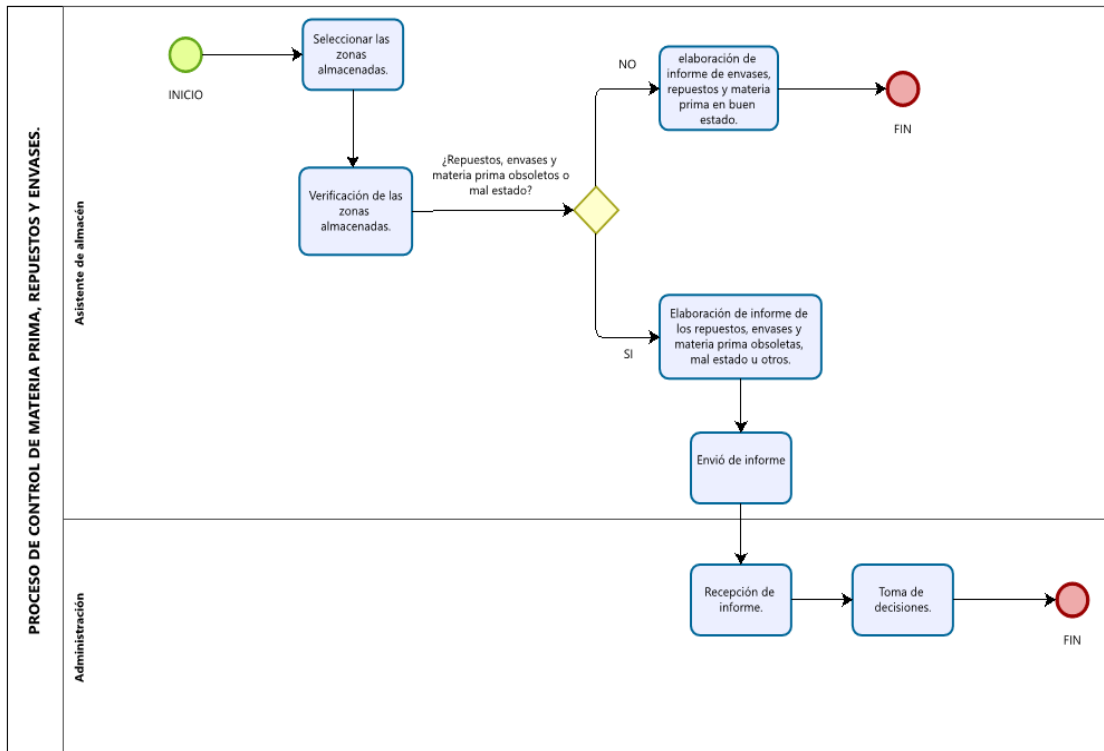 PROCESO DE CONTROL DE MATERIA PRIMA, REPUESTOS Y ENVASES.
Asistente de almacén
INICIO
Seleccionar las
zonas
almacenadas.
Verificación de las
zonas
almacenadas.
¿Repuestos, envases y
materia prima obsoletos o
mal estado?
NO
elaboración de
informe de envases,
repuestos y materia
prima en buen
estado.
FIN
SI
Elaboración de informe de
los repuestos, envases y
materia prima obsoletas,
mal estado u otros.
Envió de informe
Administración
Recepción de
informe.
Toma de
decisiones.
FIN